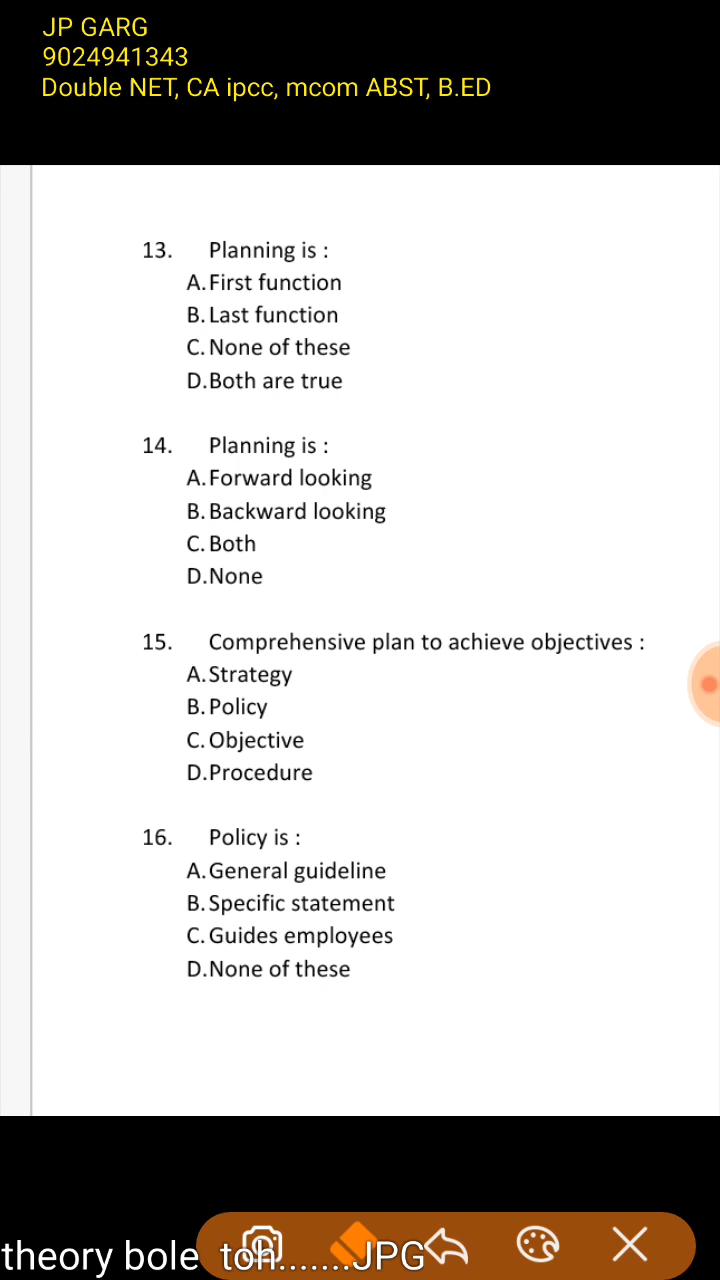 JP GARG
9024941343
Double NET, CA ipcc, mcom ABST, B.ED
13. Planning is :
A. First function
B. Last function
C. None of these
D. Both are true
14. Planning is :
A. Forward looking
B. Backward looking
C. Both
D. None
15. Comprehensive plan to achieve objectives :
A. Strategy
B. Policy
C. Objective
D. Procedure
16. Policy is :
A. General guideline
B. Specific statement
C. Guides employees
D. None of these
theory bole toh.......JPG